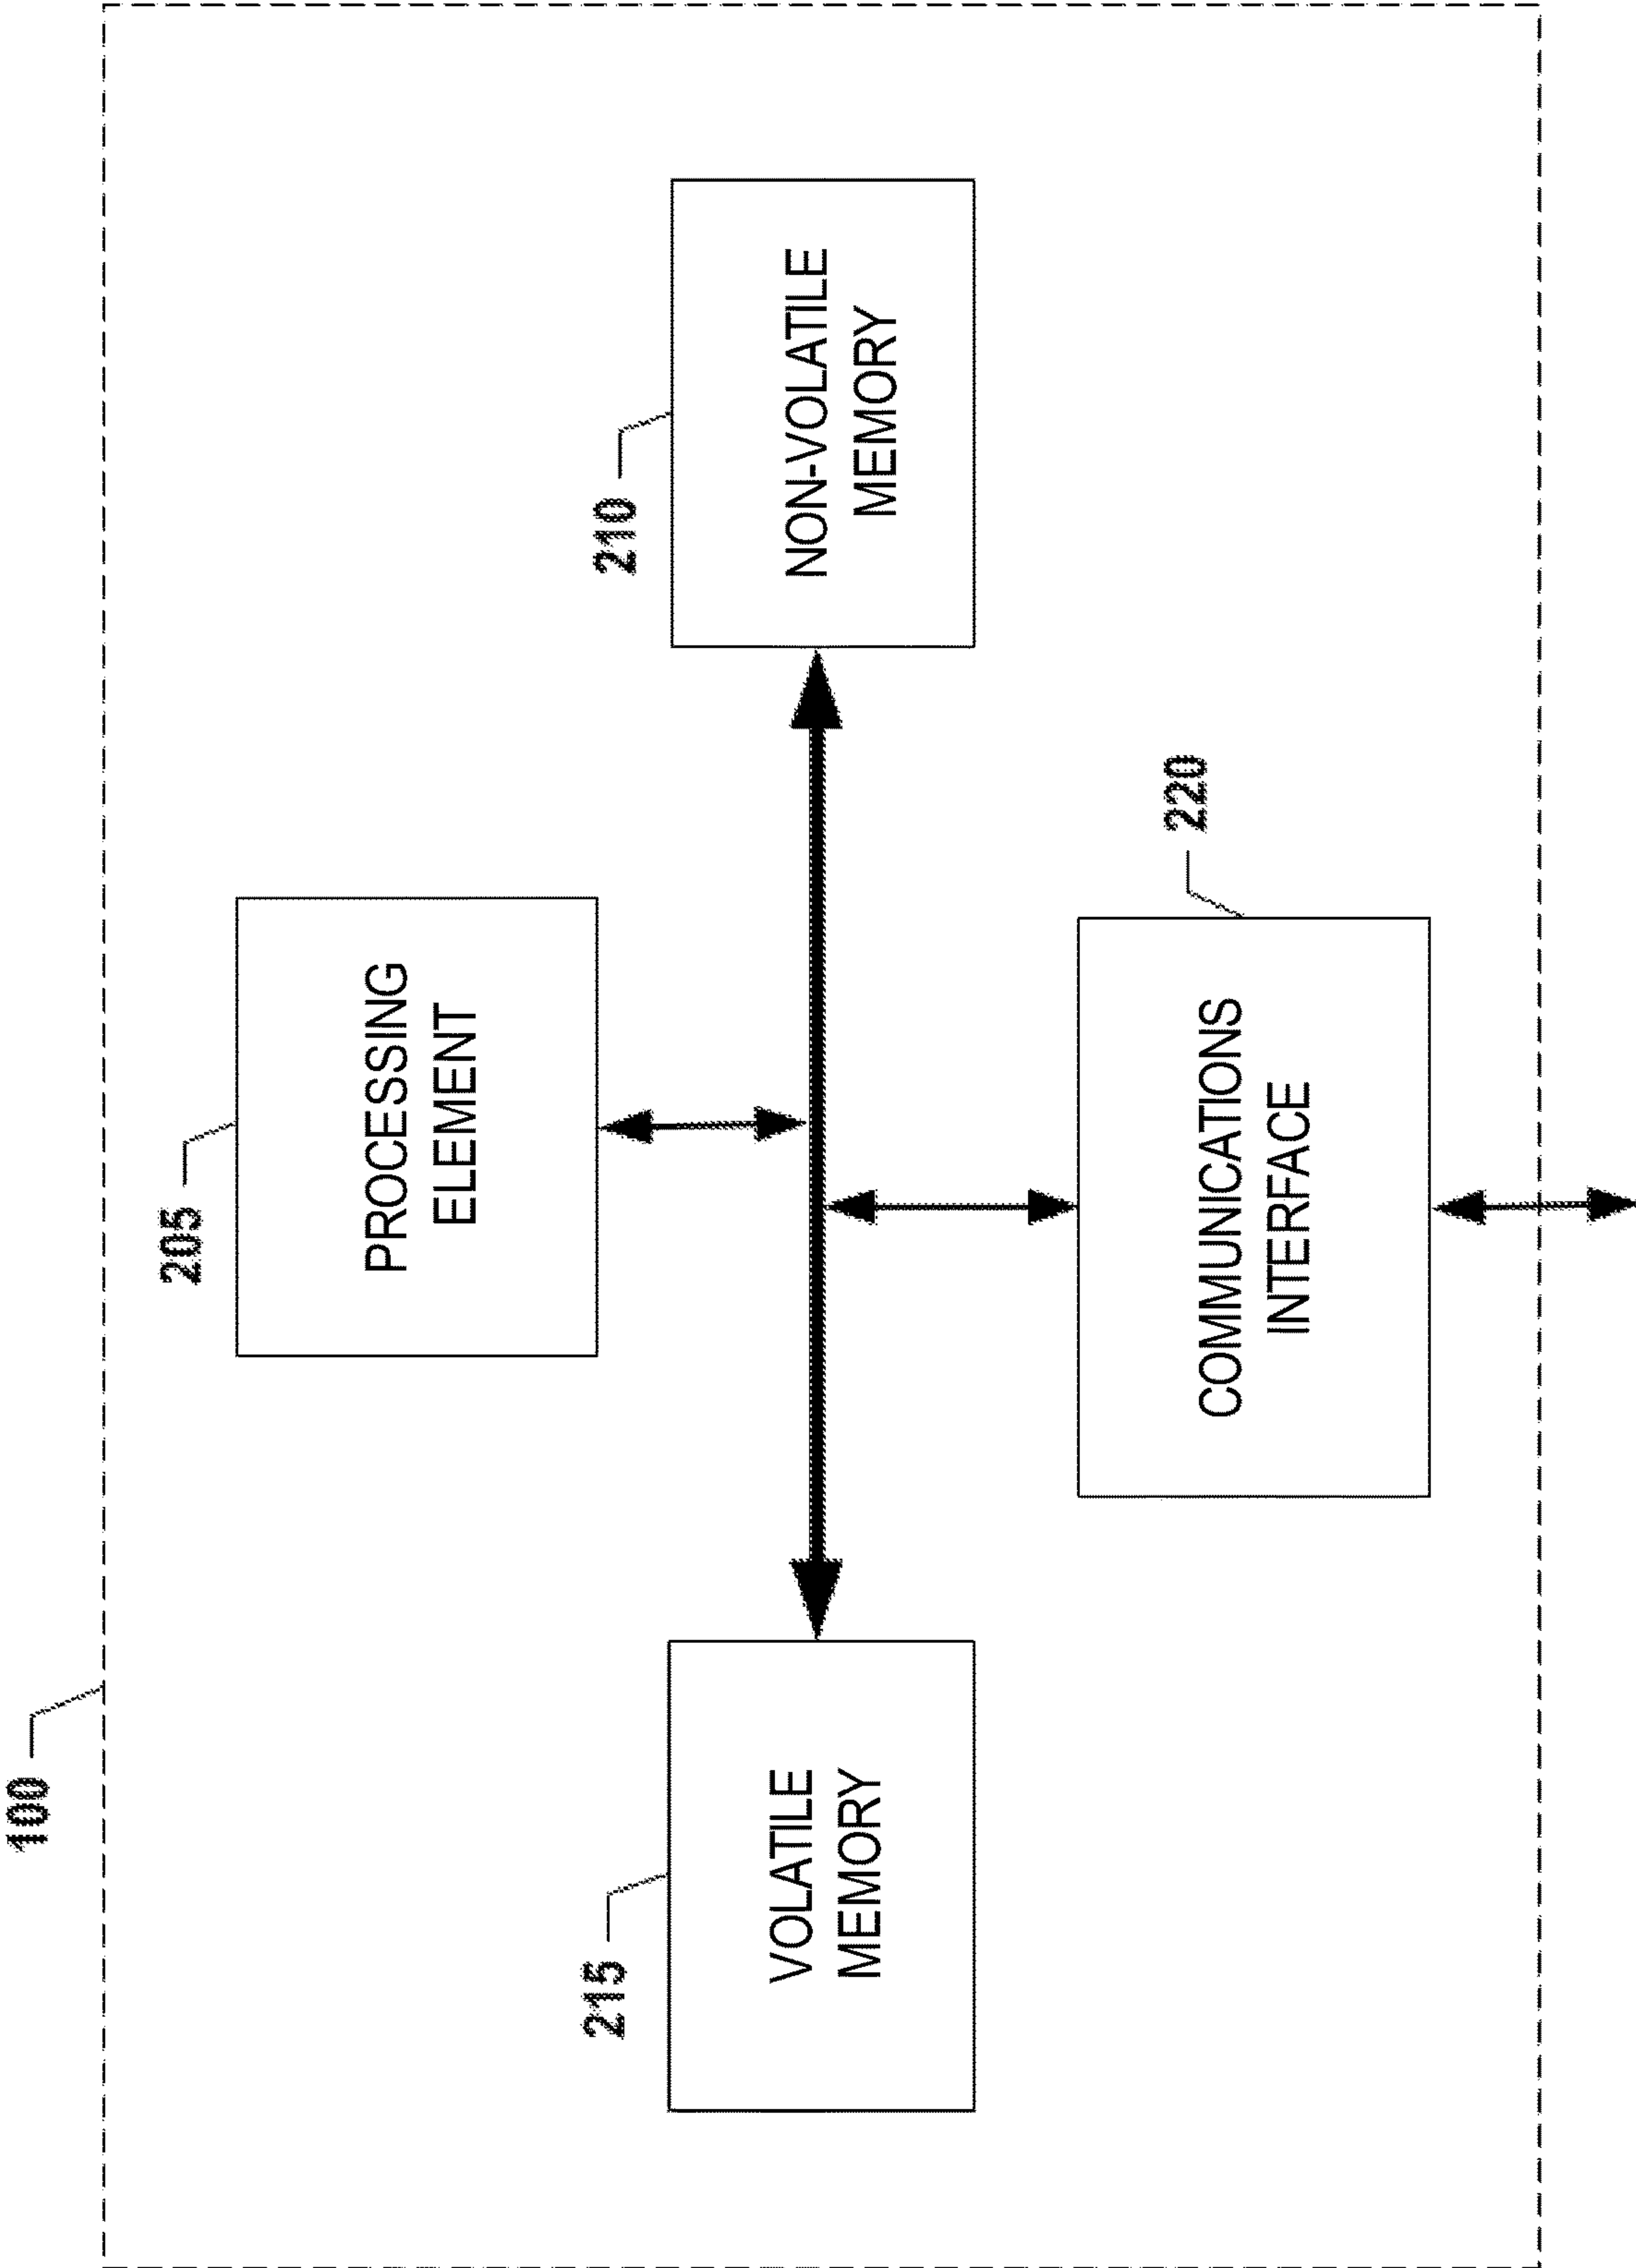 100
205
PROCESSING
ELEMENT
215
VOLATILE
MEMORY
210
NON-VOLATILE
MEMORY
220
COMMUNICATIONS
INTERFACE